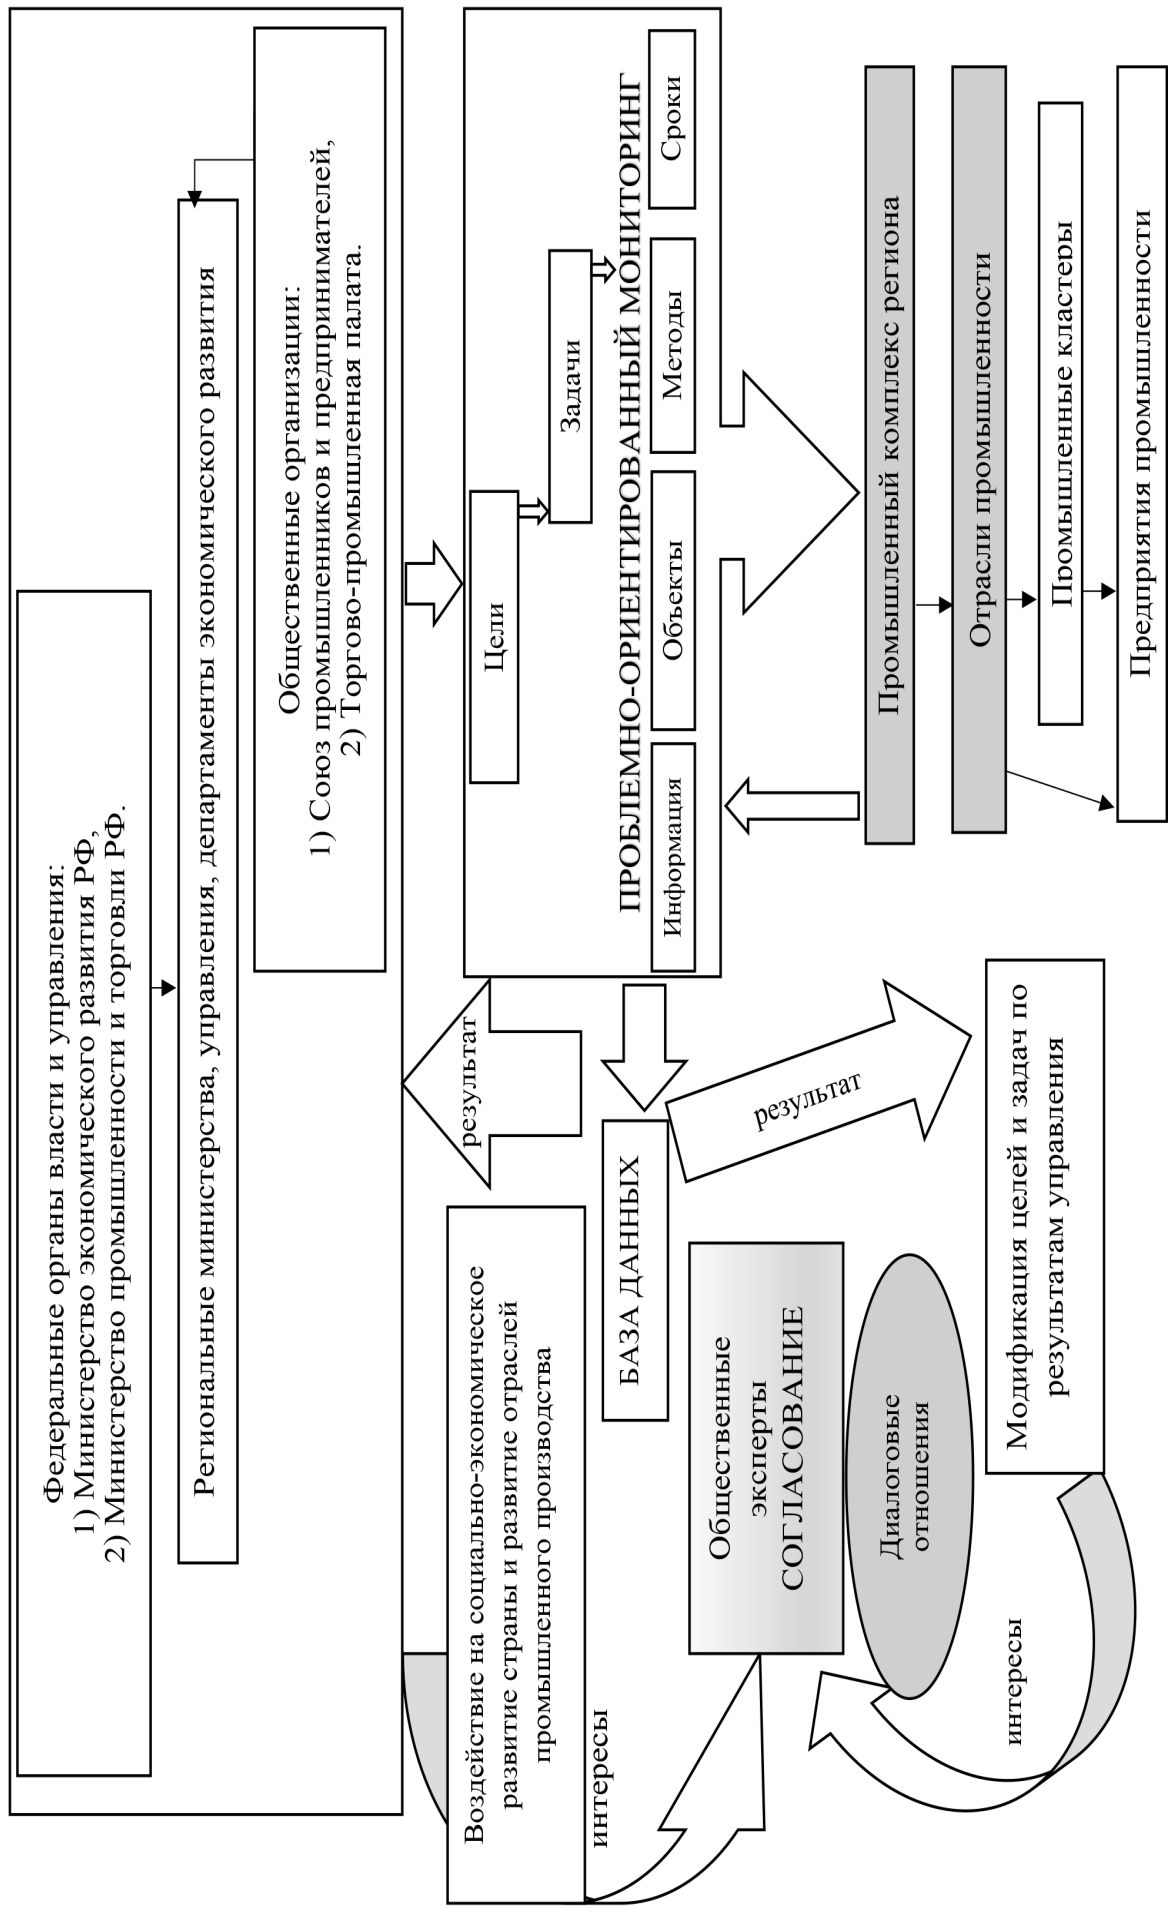 Федеральные органы власти и управления:
1) Министерство экономического развития РФ,
2) Министерство промышленности и торговли РФ.
Региональные министерства, управления, департаменты экономического развития
Общественные организации:
1) Союз промышленников и предпринимателей,
2) Торгово-промышленная палата.
Воздействие на социально-экономическое
развитие страны и развитие отраслей
промышленного производства
результат
Цели
Задачи
ПРОБЛЕМНО-ОРИЕНТИРОВАННЫЙ МОНИТОРИНГ
Информация
Объекты
Методы
Сроки
интересы
БАЗА ДАННЫХ
Общественные
эксперты
СОГЛАСОВАНИЕ
Диалоговые
отношения
результат
интересы
Модификация целей и задач по
результатам управления
Промышленный комплекс региона
Отрасли промышленности
Промышленные кластеры
Предприятия промышленности